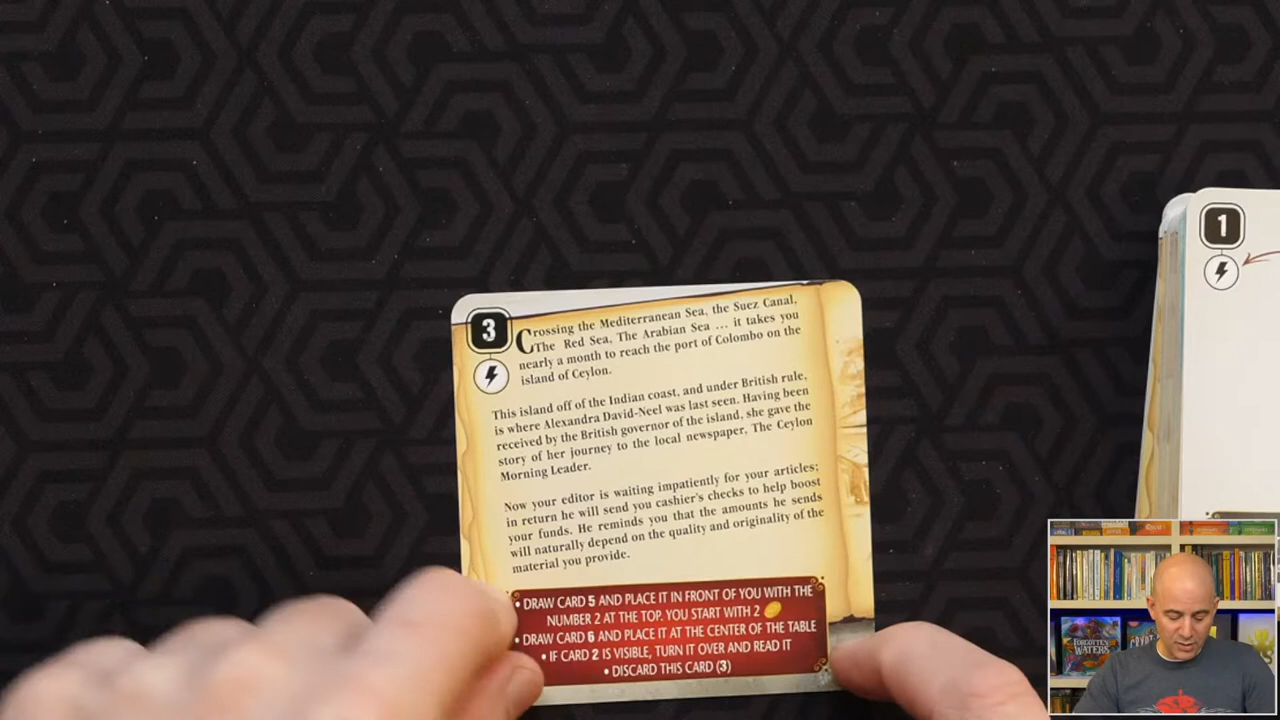 3
Crossing the Mediterranean Sea, the Suez Canal,
The Red Sea, The Arabian Sea ... it takes you
nearly a month to reach the port of Colombo on the
island of Ceylon.
This island off of the Indian coast, and under British rule,
is where Alexandra David-Neel was last seen. Having been
received by the British governor of the island, she gave the
story of her journey to the local newspaper, The Ceylon
Morning Leader.
Now your editor is waiting impatiently for your articles;
in return he will send you cashier's checks to help boost
your funds. He reminds you that the amounts he sends
will naturally depend on the quality and originality of the
material you provide.
• DRAW CARD 5 AND PLACE IT IN FRONT OF YOU WITH THE
NUMBER 2 AT THE TOP. YOU START WITH 2
• DRAW CARD 6 AND PLACE IT AT THE CENTER OF THE TABLE
• IF CARD 2 IS VISIBLE, TURN IT OVER AND READ IT
• DISCARD THIS CARD (3)
1
FORGOTTEN
WATERS